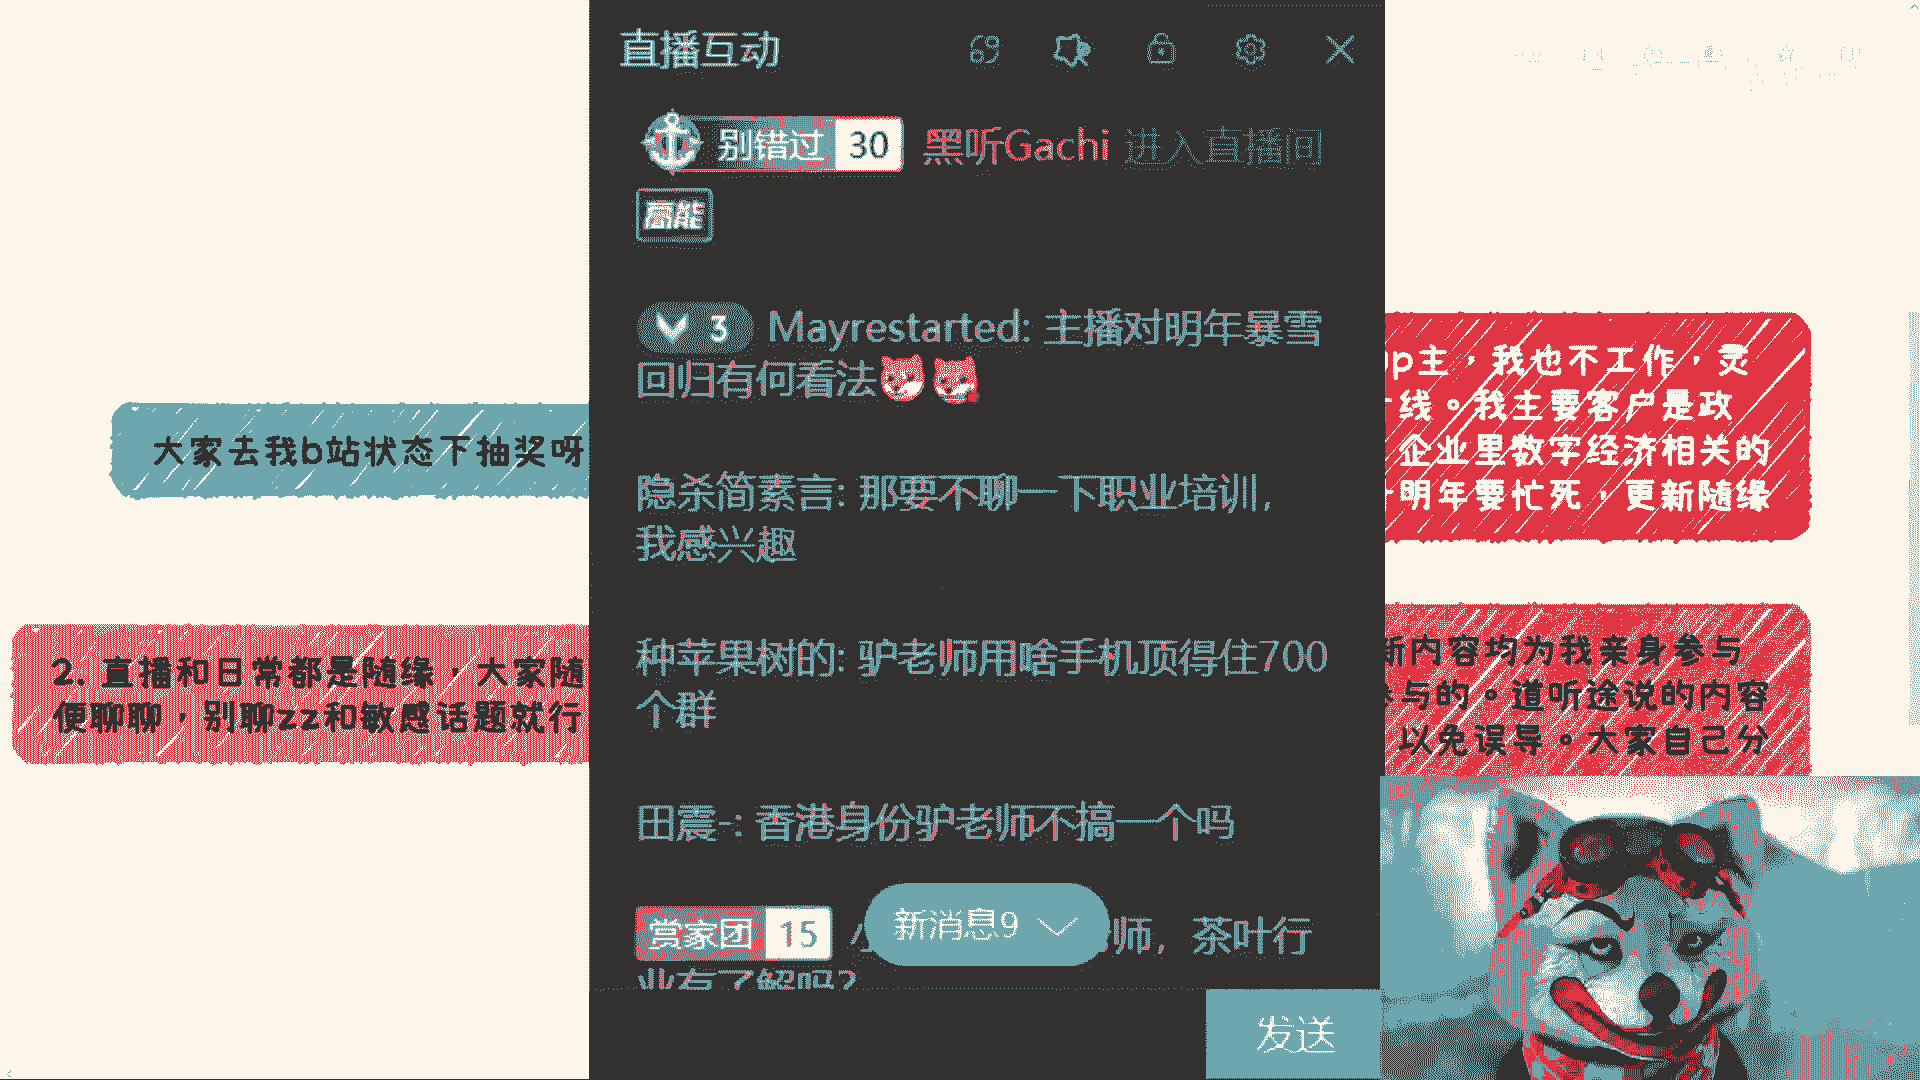 直播互动
69
别错过 30 黑听Gachi 进入直播间
高能
3 Mayrestarted: 主播对明年暴雪
回归有何看法
隐杀简素言: 那要不聊一下职业培训,
我感兴趣
种苹果树的: 驴老师用啥手机顶得住700
个群
田震-: 香港身份驴老师不搞一个吗
赏家团 15 师, 茶叶行
业有了解吗?
新消息9
发送
大家去我b站状态下抽奖呀
2. 直播和日常都是随缘，大家随
便聊聊，别聊zz和敏感话题就行
up主，我也不工作，灵
线。我主要客户是政
企业里数字经济相关的
明年要忙死，更新随缘
新内容均为我亲身参与
参与的。道听途说的内容
以免误导。大家自己分